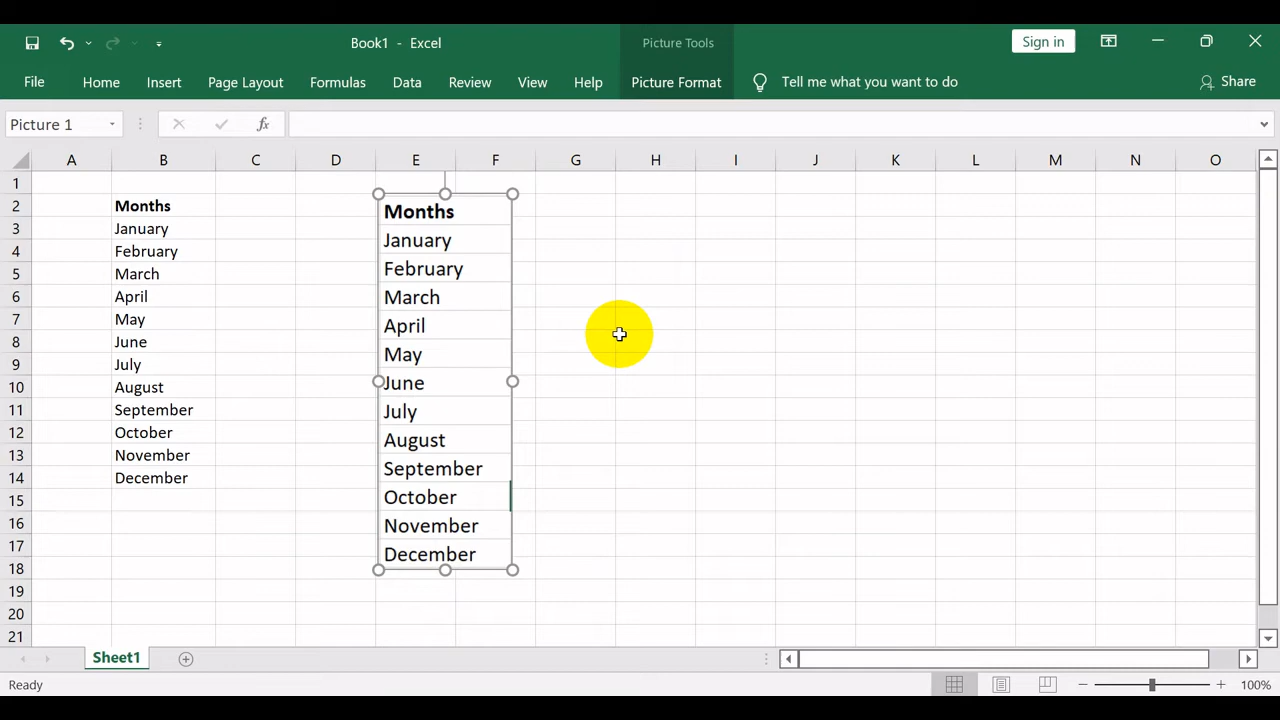 Book1 - Excel
Picture Tools
Sign in
File Home Insert Page Layout Formulas Data Review View Help Picture Format Tell me what you want to do Share
Picture 1 fx
A B C D E F G H I J K L M N O
1
2 Months
3 January
4 February
5 March
6 April
7 May
8 June
9 July
10 August
11 September
12 October
13 November
14 December
15
16
17
18
19
20
21
Months
January
February
March
April
May
June
July
August
September
October
November
December
Sheet1
Ready 100%